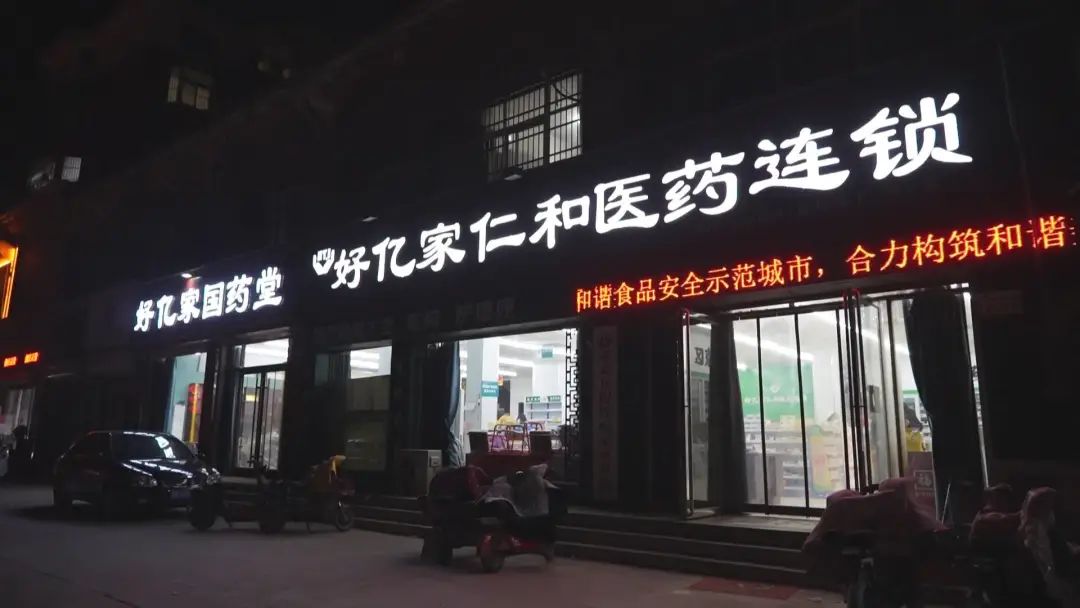 好亿家国药堂
好亿家仁和医药连锁
和谐食品安全示范城市，合力构筑和谐